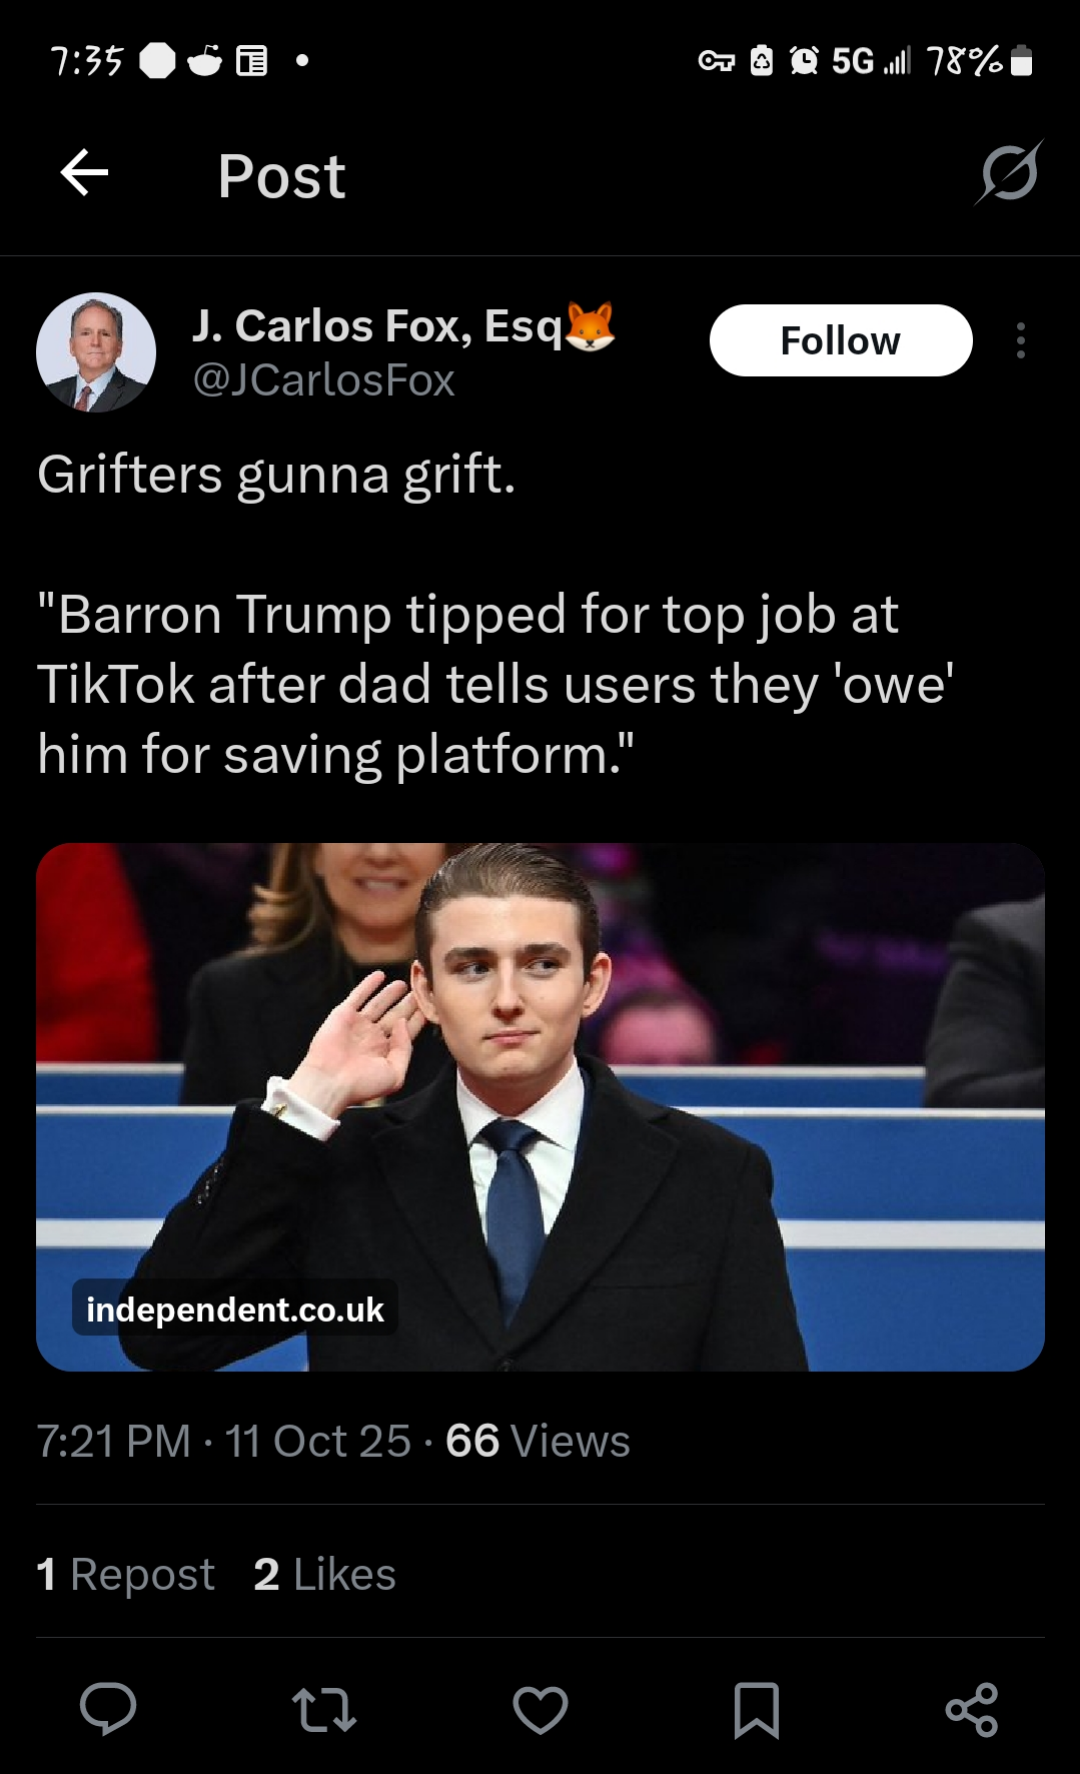 7:35 5G 78%
Post
J. Carlos Fox, Esq🦊
@JCarlosFox
Follow
Grifters gunna grift.
"Barron Trump tipped for top job at
TikTok after dad tells users they 'owe'
him for saving platform."
independent.co.uk
7:21 PM · 11 Oct 25 · 66 Views
1 Repost 2 Likes